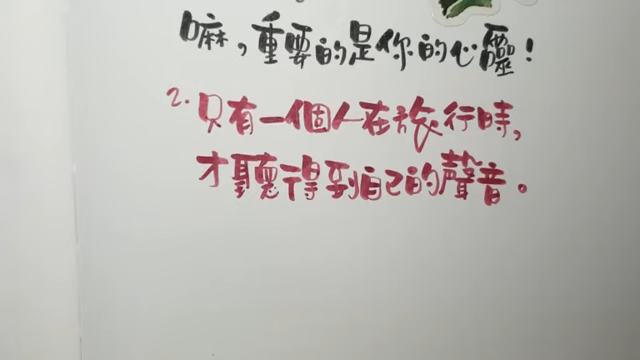 嘛，重要的是你的心靈！
2. 只有一個人在旅行時，
才聽得到自己的聲音。